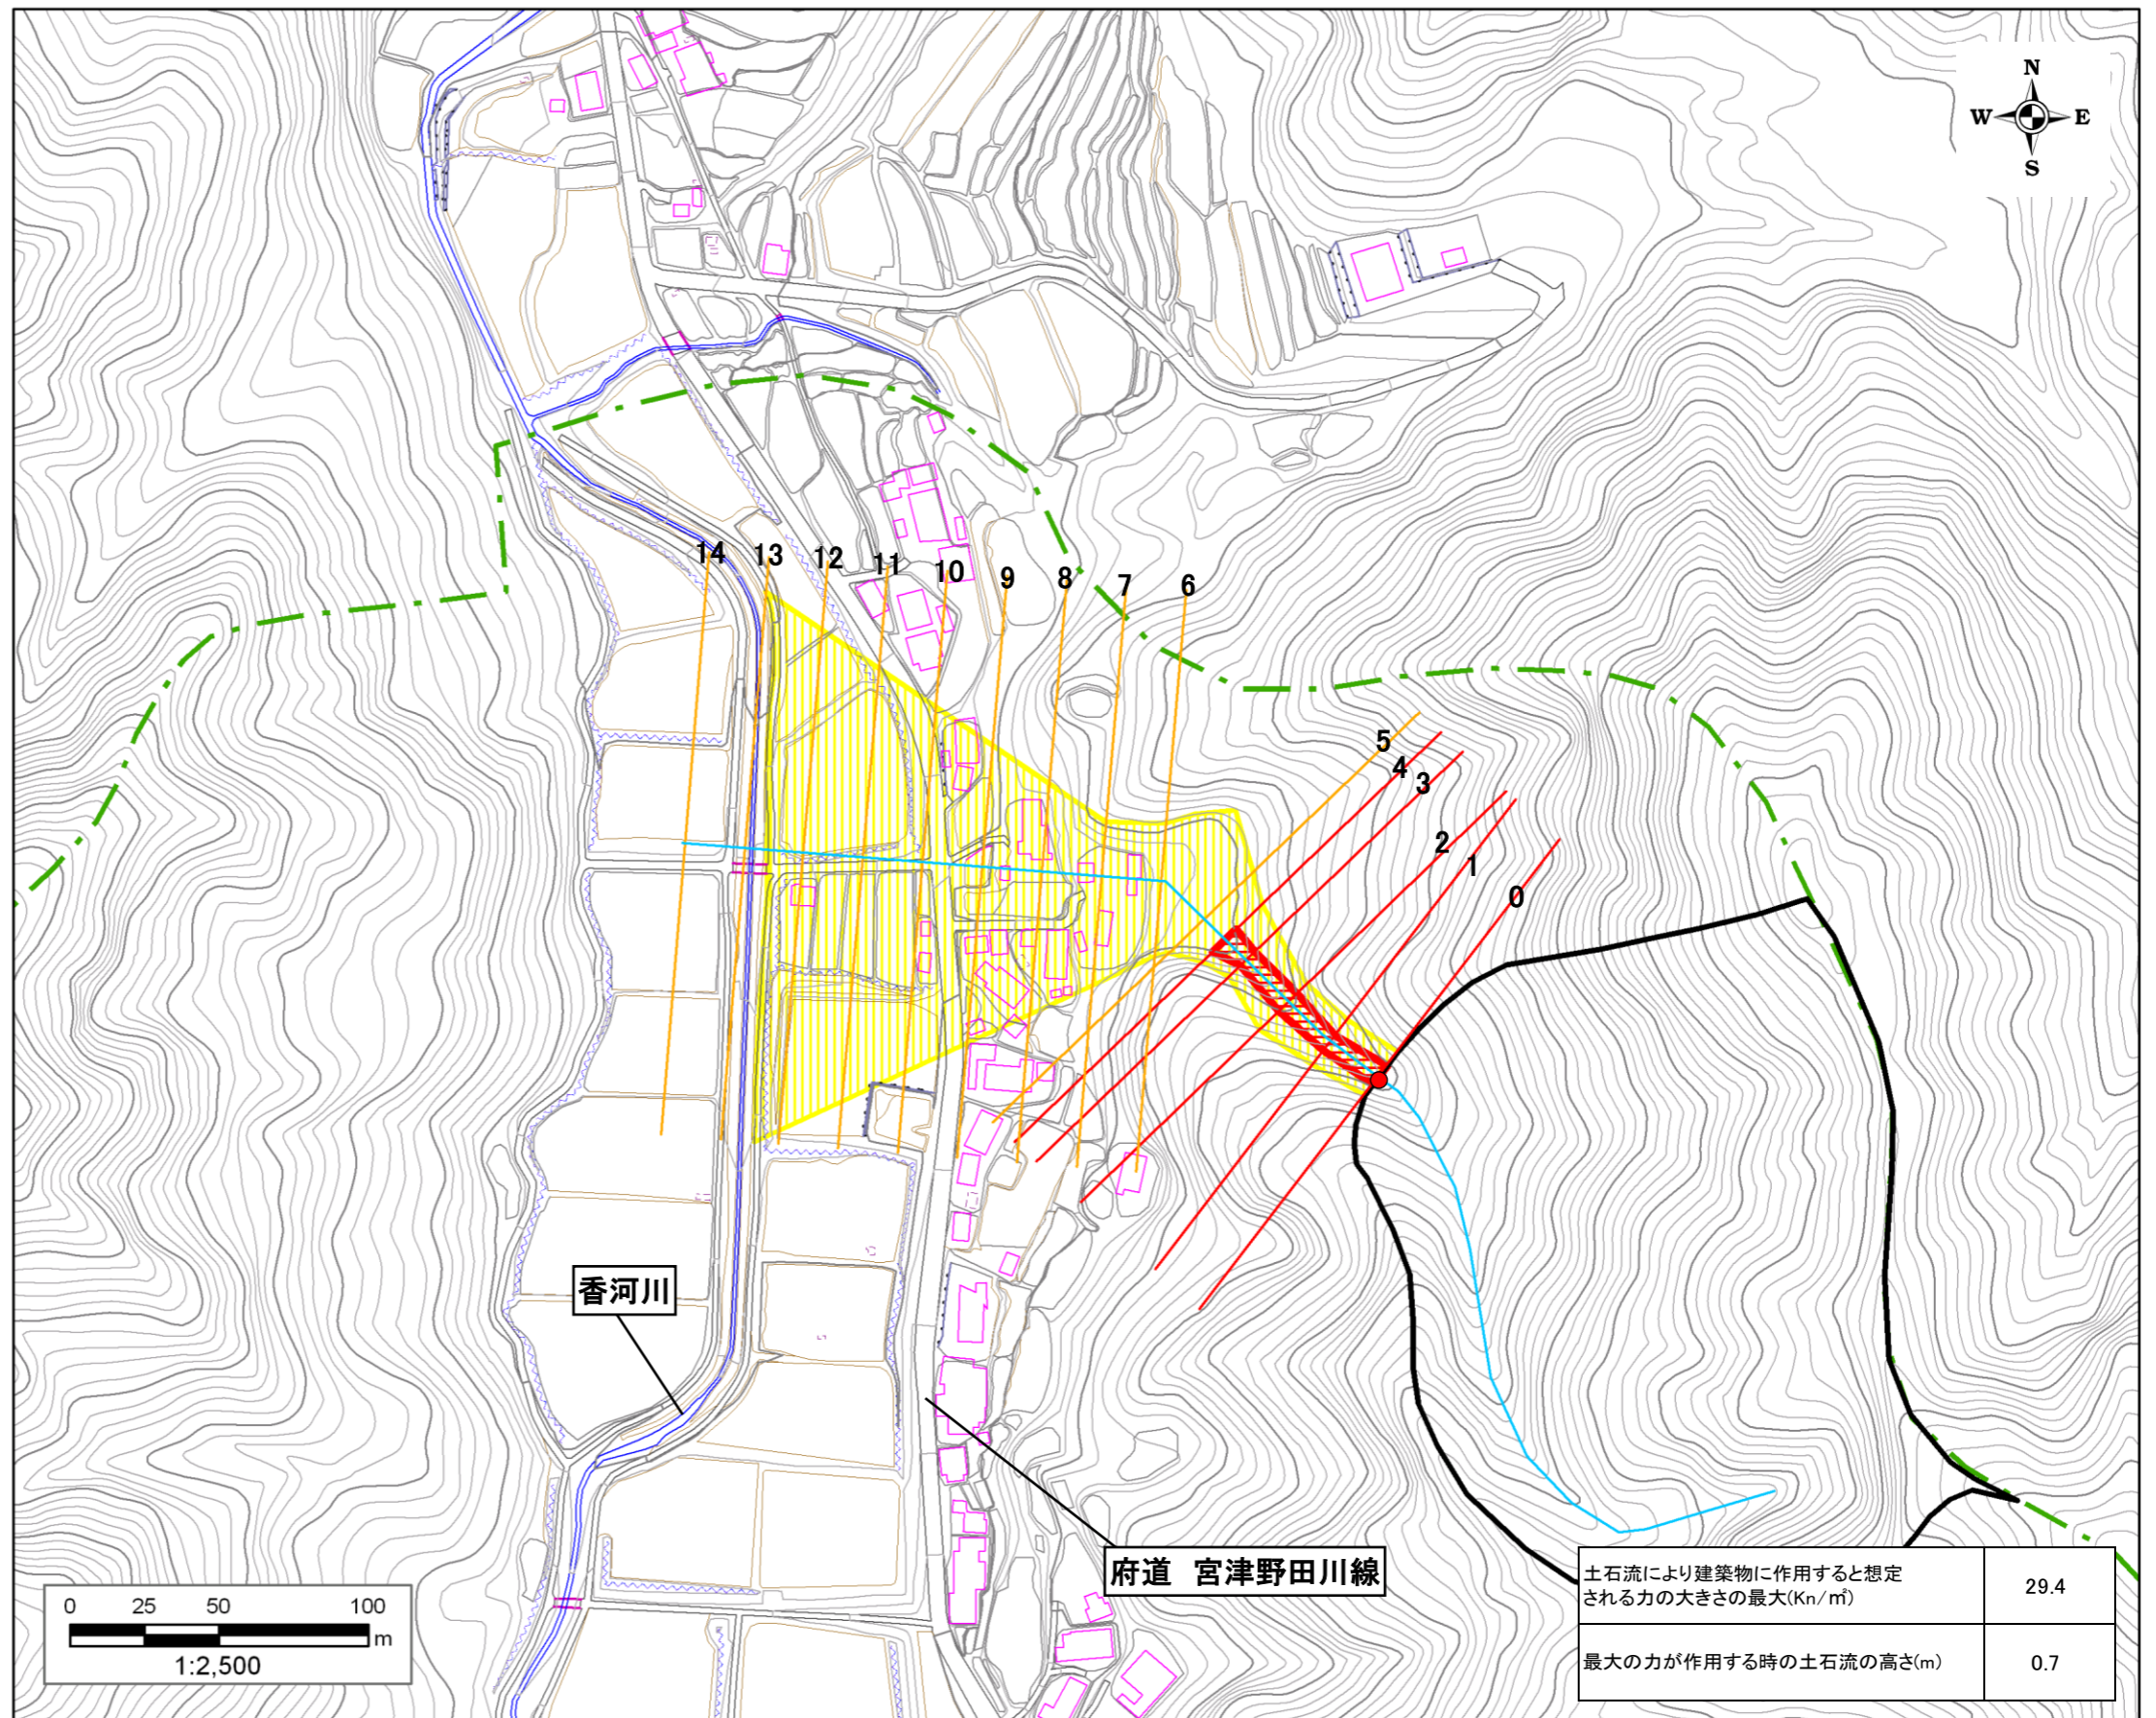 N
W E
S
14
13
12
11
10
9
8
7
6
5
4
3
2
1
0
香河川
府道 宮津野田川線
0 25 50 100
m
1:2,500
土石流により建築物に作用すると想定
される力の大きさの最大(Kn/㎡)
29.4
最大の力が作用する時の土石流の高さ(m)
0.7